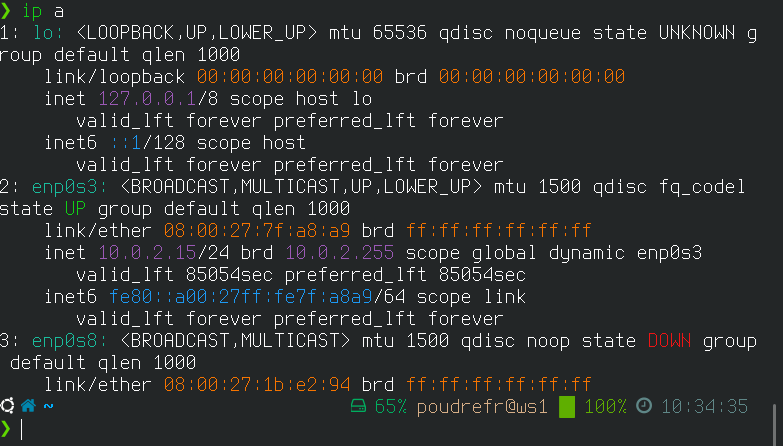 ❯ ip a
1: lo: <LOOPBACK,UP,LOWER_UP> mtu 65536 qdisc noqueue state UNKNOWN g
roup default qlen 1000
link/loopback 00:00:00:00:00:00 brd 00:00:00:00:00:00
inet 127.0.0.1/8 scope host lo
valid_lft forever preferred_lft forever
inet6 ::1/128 scope host
valid_lft forever preferred_lft forever
2: enp0s3: <BROADCAST,MULTICAST,UP,LOWER_UP> mtu 1500 qdisc fq_codel
state UP group default qlen 1000
link/ether 08:00:27:7f:a8:a9 brd ff:ff:ff:ff:ff:ff
inet 10.0.2.15/24 brd 10.0.2.255 scope global dynamic enp0s3
valid_lft 85054sec preferred_lft 85054sec
inet6 fe80::a00:27ff:fe7f:a8a9/64 scope link
valid_lft forever preferred_lft forever
3: enp0s8: <BROADCAST,MULTICAST> mtu 1500 qdisc noop state DOWN group
default qlen 1000
link/ether 08:00:27:1b:e2:94 brd ff:ff:ff:ff:ff:ff
~ 65% poudrefr@ws1 100% 10:34:35
❯